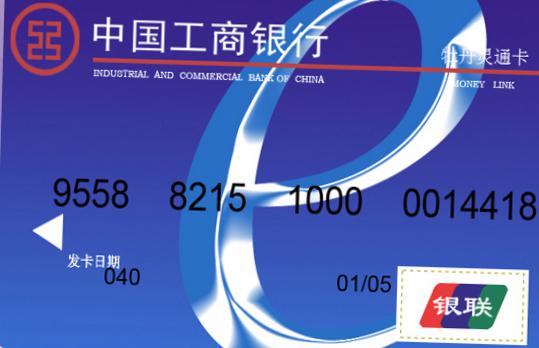 中国工商银行
INDUSTRIAL AND COMMERCIAL BANK OF CHINA
牡丹灵通卡
MONEY LINK
9558 8215 1000 0014418
发卡日期
040
01/05
银联